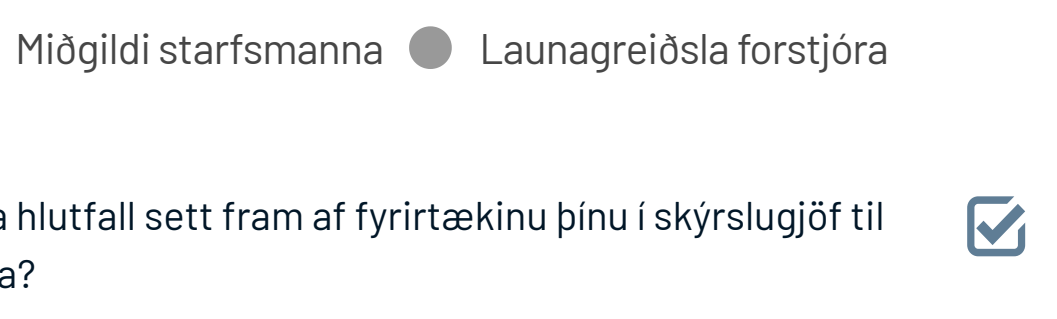 Miðgildi starfsmanna Launagreiðsla forstjóra
hlutfall sett fram af fyrirtækinu þínu í skýrslugjöf til
a?